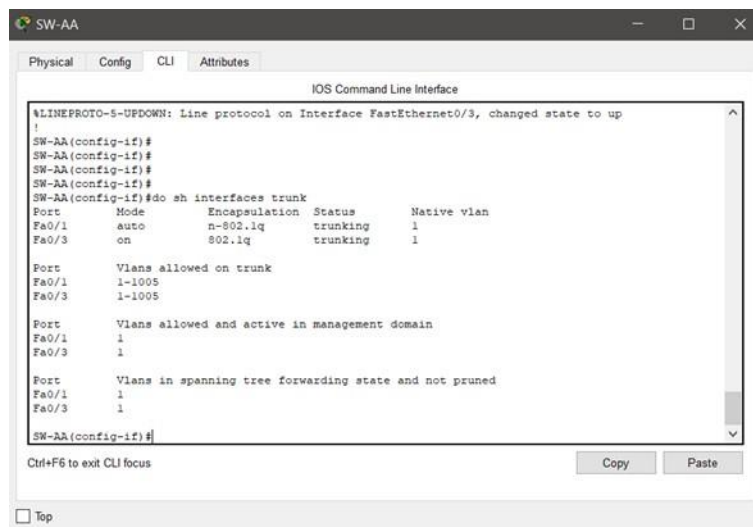 SW-AA
Physical Config CLI Attributes
IOS Command Line Interface
%LINEPROTO-5-UPDOWN: Line protocol on Interface FastEthernet0/3, changed state to up
!
SW-AA(config-if)#
SW-AA(config-if)#
SW-AA(config-if)#
SW-AA(config-if)#do sh interfaces trunk
Port Mode Encapsulation Status Native vlan
Fa0/1 auto n-802.1q trunking 1
Fa0/3 on 802.1q trunking 1
Port Vlans allowed on trunk
Fa0/1 1-1005
Fa0/3 1-1005
Port Vlans allowed and active in management domain
Fa0/1 1
Fa0/3 1
Port Vlans in spanning tree forwarding state and not pruned
Fa0/1 1
Fa0/3 1
SW-AA(config-if)#
Ctrl+F6 to exit CLI focus Copy Paste
Top